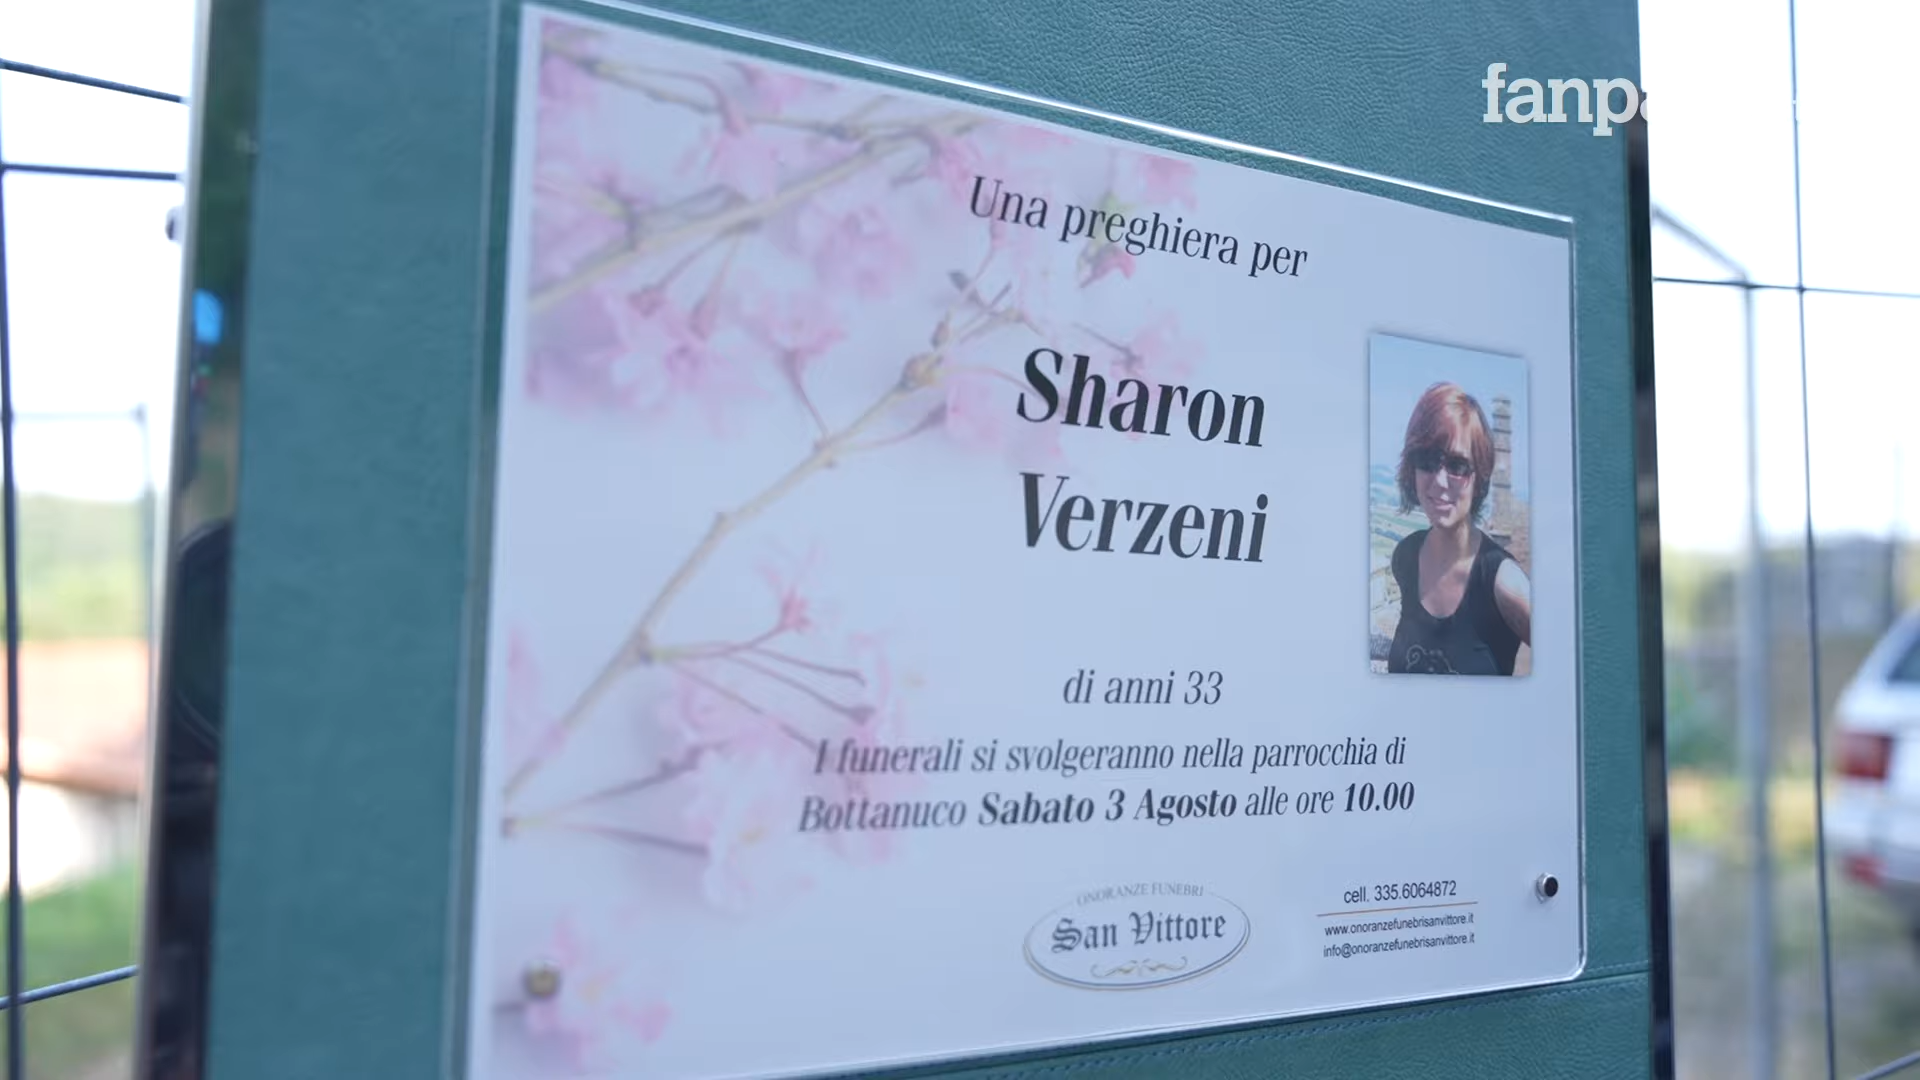 fanpa
Una preghiera per
Sharon
Verzeni
di anni 33
I funerali si svolgeranno nella parrocchia di
Bottanuco Sabato 3 Agosto alle ore 10.00
ONORANZE FUNEBRI
San Vittore
cell. 335.6064872
www.onoranzefunebrisanvittore.it
info@onoranzefunebrisanvittore.it